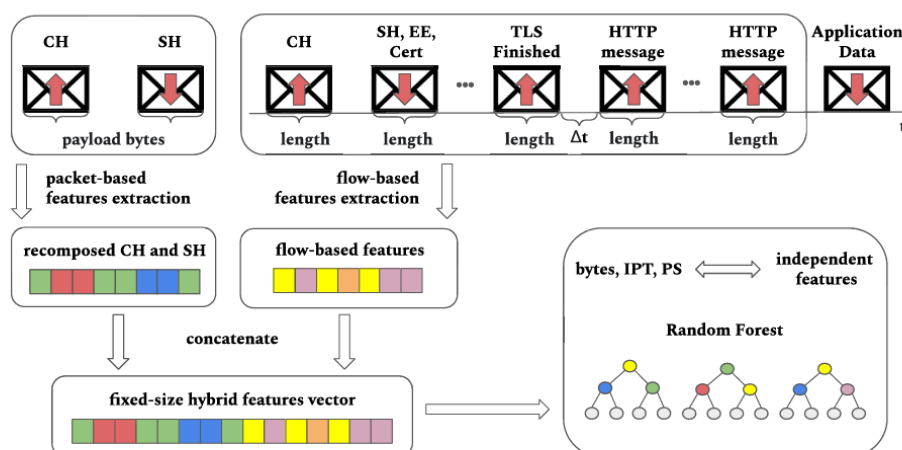 CH
SH
payload bytes
CH
SH, EE,
Cert
TLS
Finished
HTTP
message
HTTP
message
Application
Data
...
...
length
length
length
Δt
length
length
t
packet-based
features extraction
flow-based
features extraction
recomposed CH and SH
flow-based features
concatenate
fixed-size hybrid features vector
bytes, IPT, PS
independent
features
Random Forest